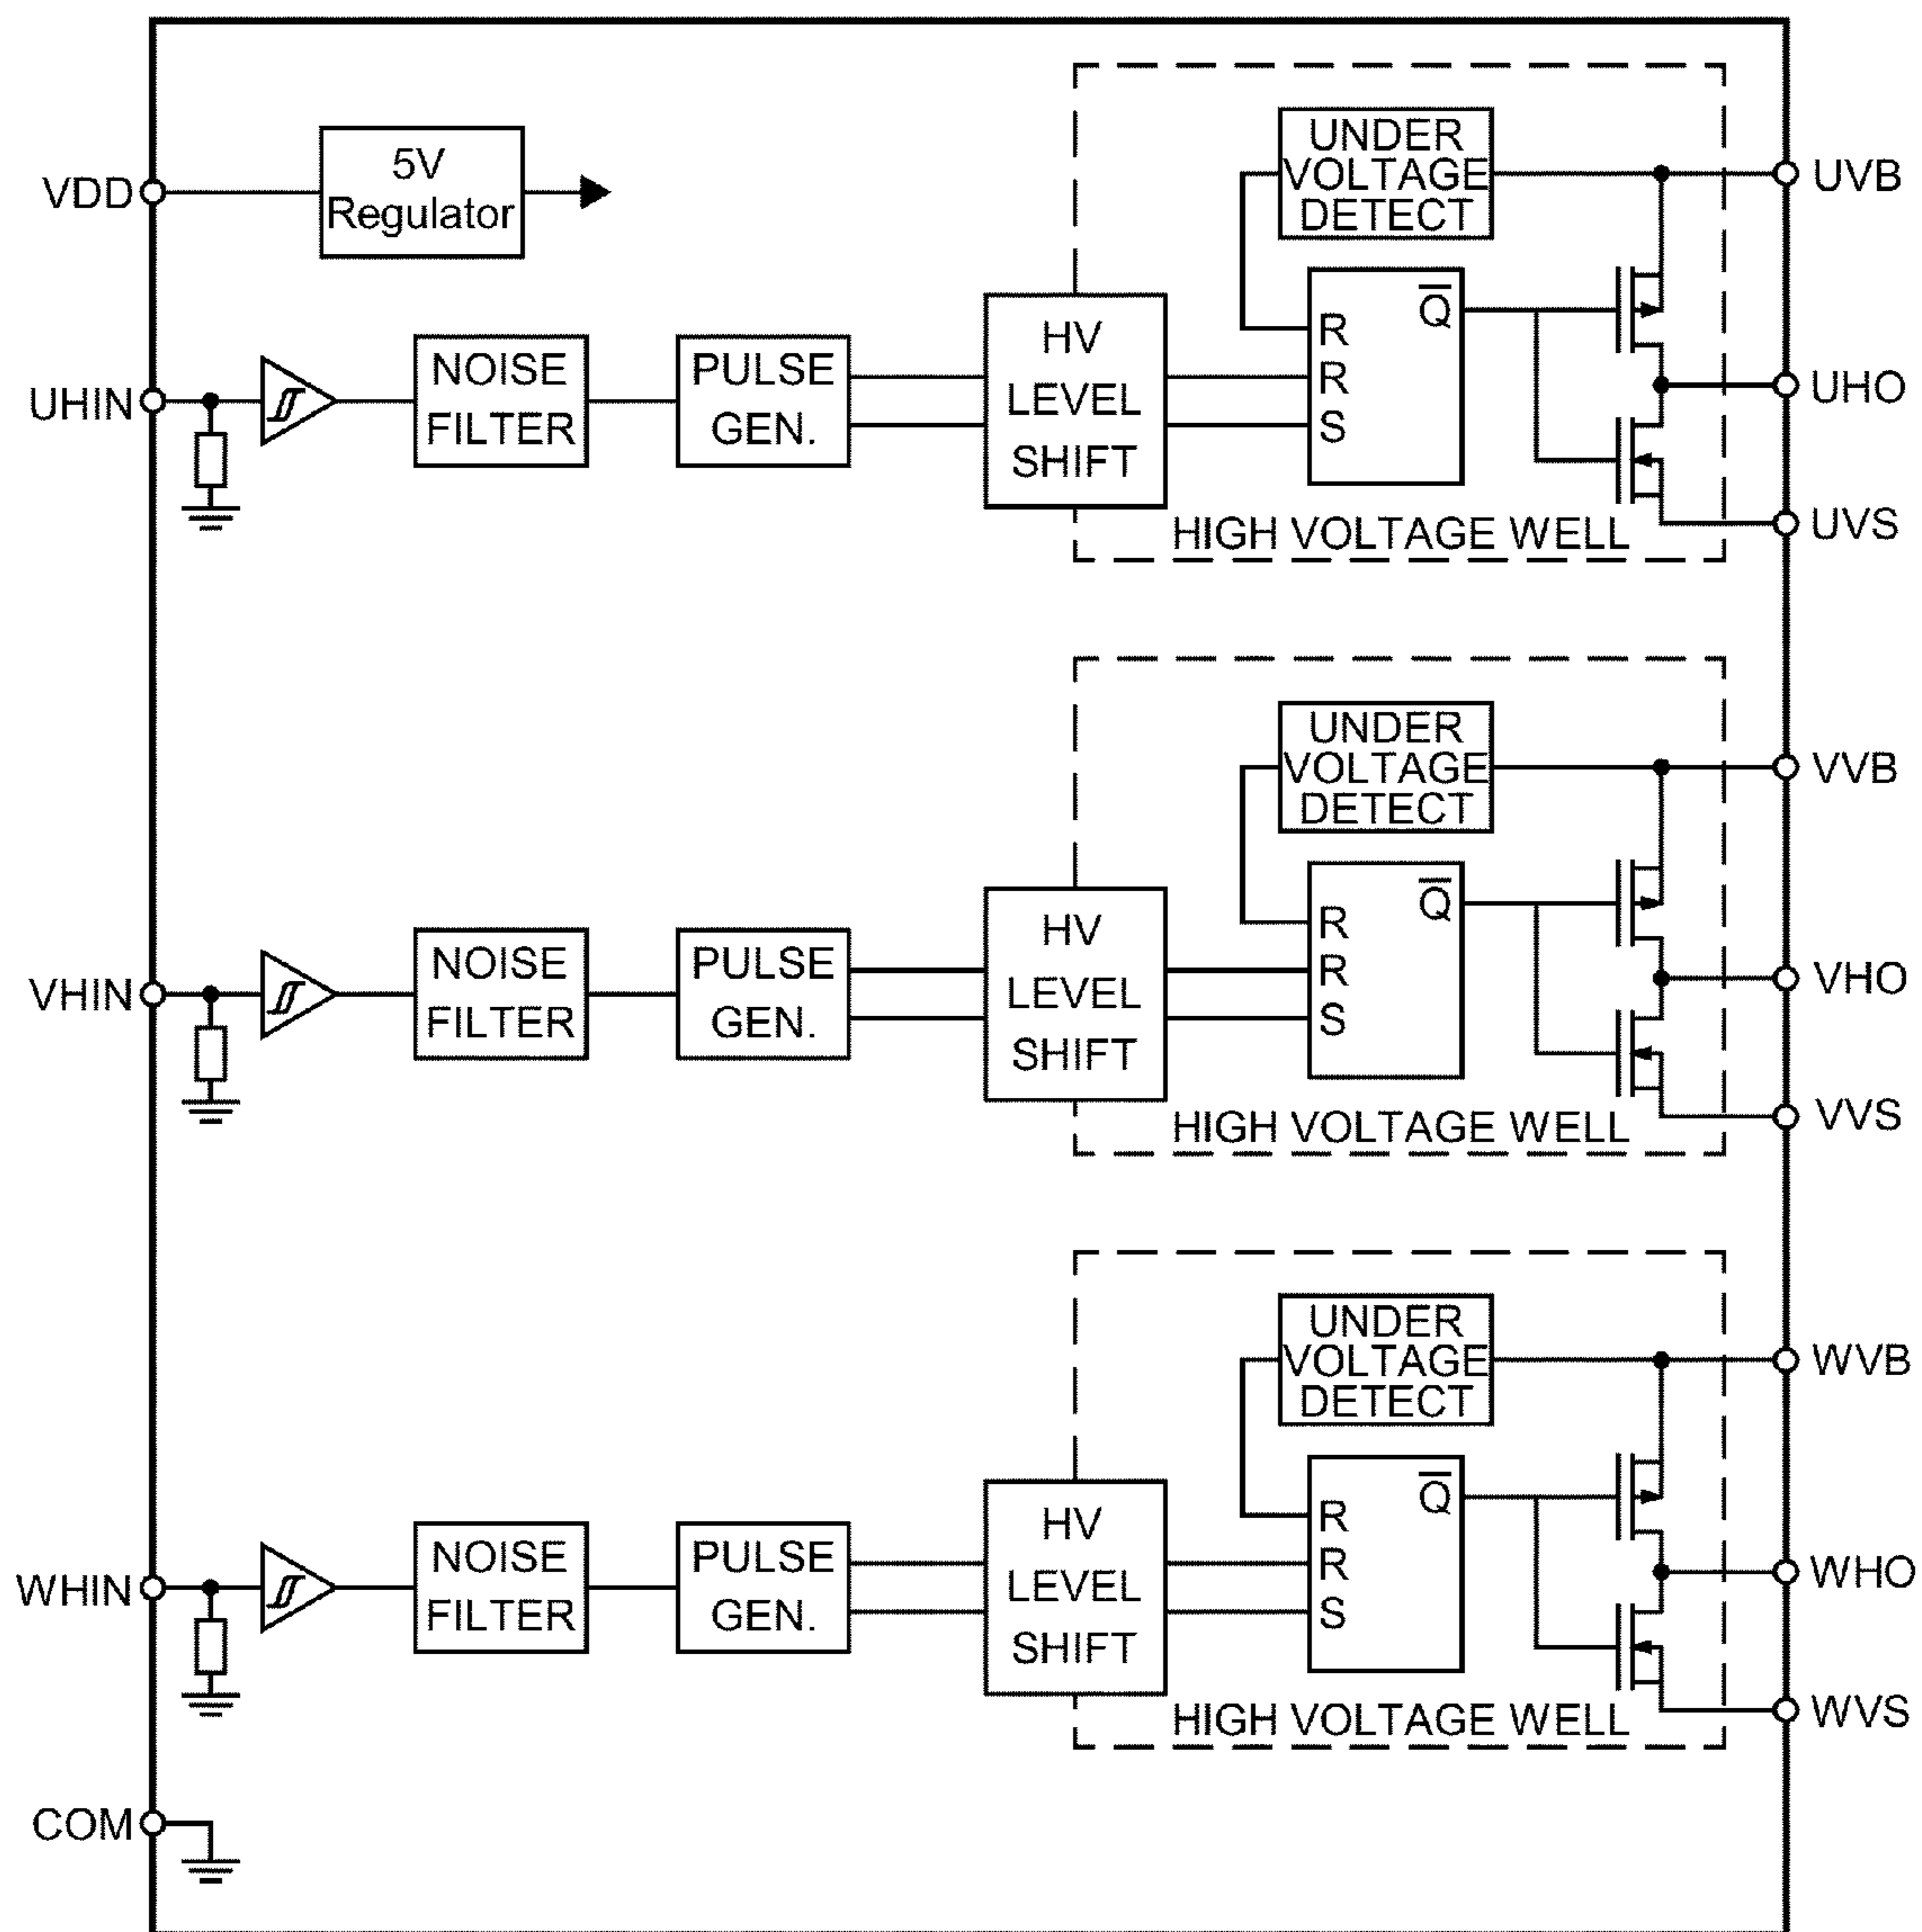 VDD
5V
Regulator
UNDER
VOLTAGE
DETECT
UVB
UHIN
NOISE
FILTER
PULSE
GEN.
HV
LEVEL
SHIFT
R
R
S
Q̅
UHO
UVS
HIGH VOLTAGE WELL
UNDER
VOLTAGE
DETECT
VVB
VHIN
NOISE
FILTER
PULSE
GEN.
HV
LEVEL
SHIFT
R
R
S
Q̅
VHO
VVS
HIGH VOLTAGE WELL
UNDER
VOLTAGE
DETECT
WVB
WHIN
NOISE
FILTER
PULSE
GEN.
HV
LEVEL
SHIFT
R
R
S
Q̅
WHO
WVS
HIGH VOLTAGE WELL
COM